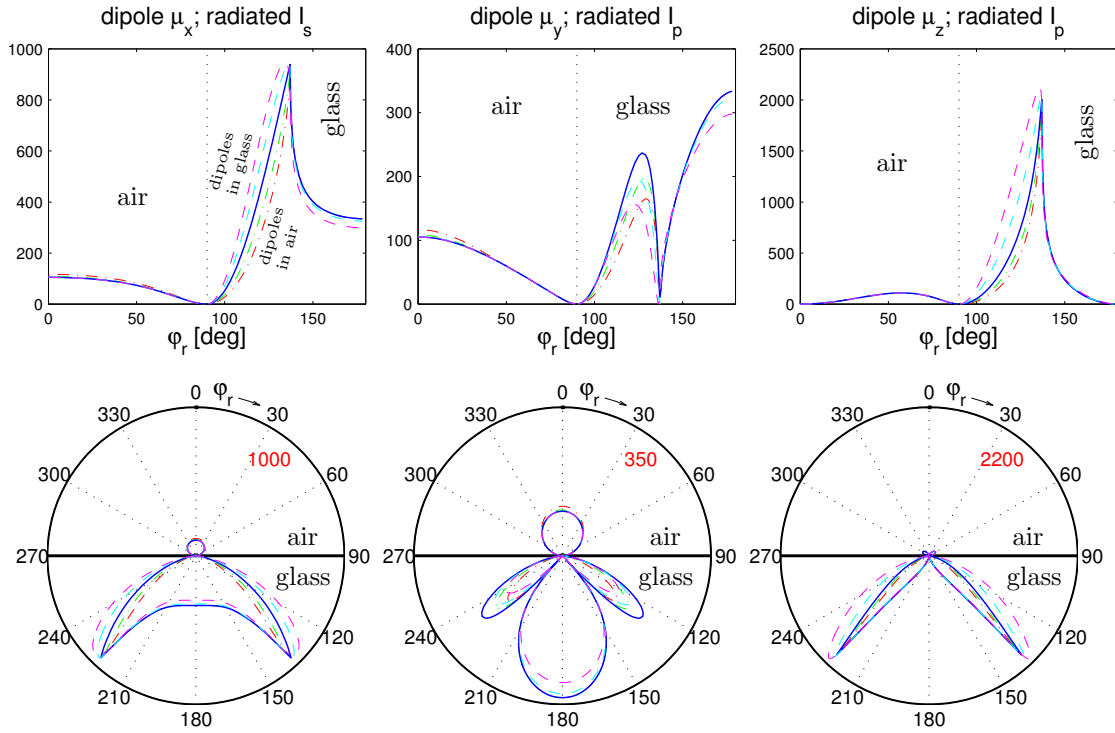 dipole μx; radiated Is
dipole μy; radiated Ip
dipole μz; radiated Ip
1000
800
600
400
200
0
air
dipoles
in glass
dipoles
in air
glass
0 50 100 150
φr [deg]
400
300
200
100
0
air
glass
0 50 100 150
φr [deg]
2500
2000
1500
1000
500
0
air
glass
0 50 100 150
φr [deg]
0
φr
30
60
90
120
150
180
210
240
270
300
330
1000
air
glass
0
φr
30
60
90
120
150
180
210
240
270
300
330
350
air
glass
0
φr
30
60
90
120
150
180
210
240
270
300
330
2200
air
glass